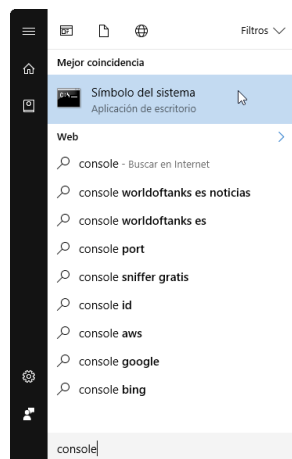 Filtros
Mejor coincidencia
Símbolo del sistema
Aplicación de escritorio
Web
console - Buscar en Internet
console worldoftanks es noticias
console worldoftanks es
console port
console sniffer gratis
console id
console aws
console google
console bing
console